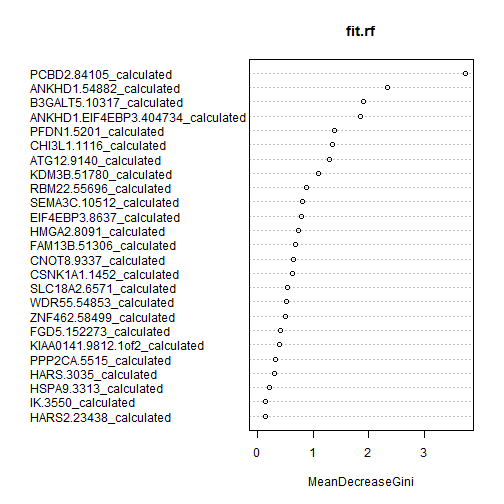 fit.rf
PCBD2.84105_calculated
ANKHD1.54882_calculated
B3GALT5.10317_calculated
ANKHD1.EIF4EBP3.404734_calculated
PFDN1.5201_calculated
CHI3L1.1116_calculated
ATG12.9140_calculated
KDM3B.51780_calculated
RBM22.55696_calculated
SEMA3C.10512_calculated
EIF4EBP3.8637_calculated
HMGA2.8091_calculated
FAM13B.51306_calculated
CNOT8.9337_calculated
CSNK1A1.1452_calculated
SLC18A2.6571_calculated
WDR55.54853_calculated
ZNF462.58499_calculated
FGD5.152273_calculated
KIAA0141.9812.1of2_calculated
PPP2CA.5515_calculated
HARS.3035_calculated
HSPA9.3313_calculated
IK.3550_calculated
HARS2.23438_calculated
0 1 2 3
MeanDecreaseGini